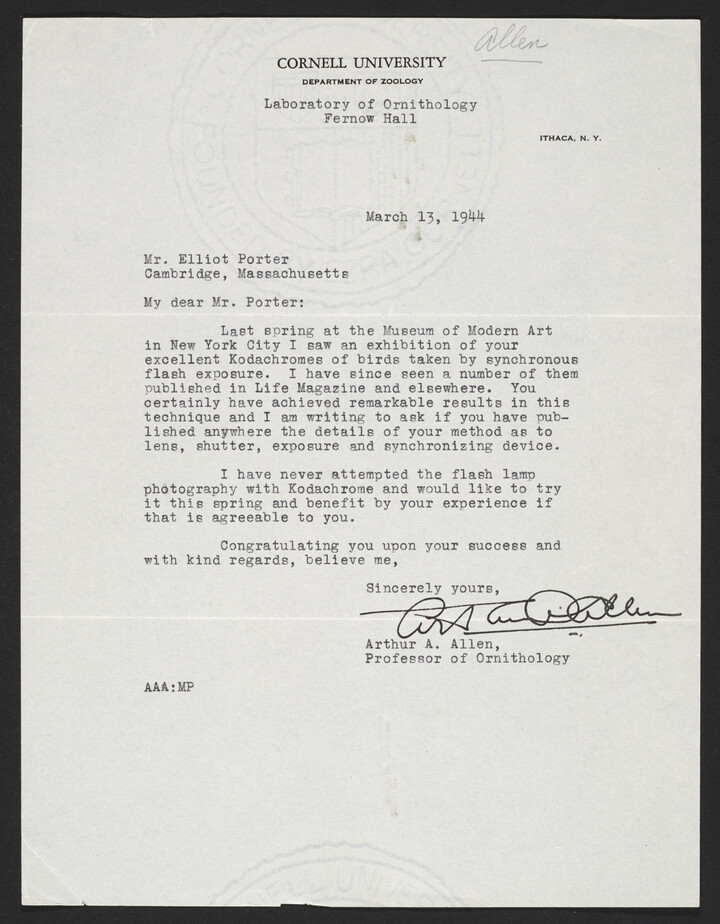 Allen
CORNELL UNIVERSITY
DEPARTMENT OF ZOOLOGY
Laboratory of Ornithology
Fernow Hall
ITHACA, N. Y.
March 13, 1944
Mr. Elliot Porter
Cambridge, Massachusetts
My dear Mr. Porter:
Last spring at the Museum of Modern Art
in New York City I saw an exhibition of your
excellent Kodachromes of birds taken by synchronous
flash exposure. I have since seen a number of them
published in Life Magazine and elsewhere. You
certainly have achieved remarkable results in this
technique and I am writing to ask if you have pub-
lished anywhere the details of your method as to
lens, shutter, exposure and synchronizing device.
I have never attempted the flash lamp
photography with Kodachrome and would like to try
it this spring and benefit by your experience if
that is agreeable to you.
Congratulating you upon your success and
with kind regards, believe me,
Sincerely yours,
Arthur A. Allen,
Professor of Ornithology
AAA:MP